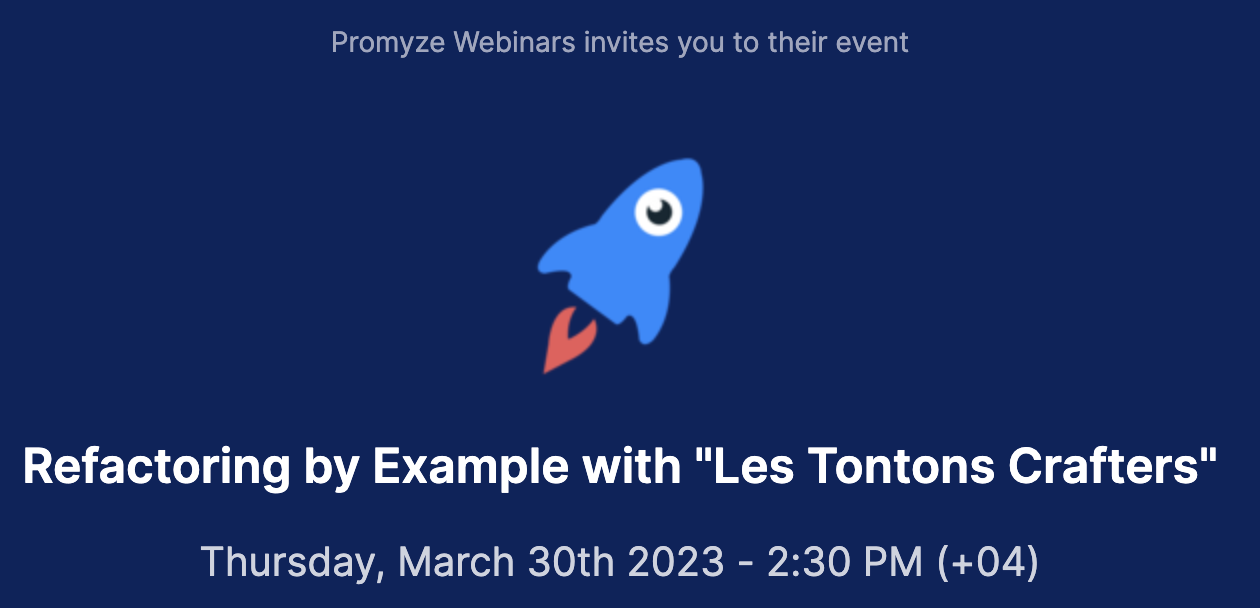 Promyze Webinars invites you to their event
Refactoring by Example with "Les Tontons Crafters"
Thursday, March 30th 2023 - 2:30 PM (+04)